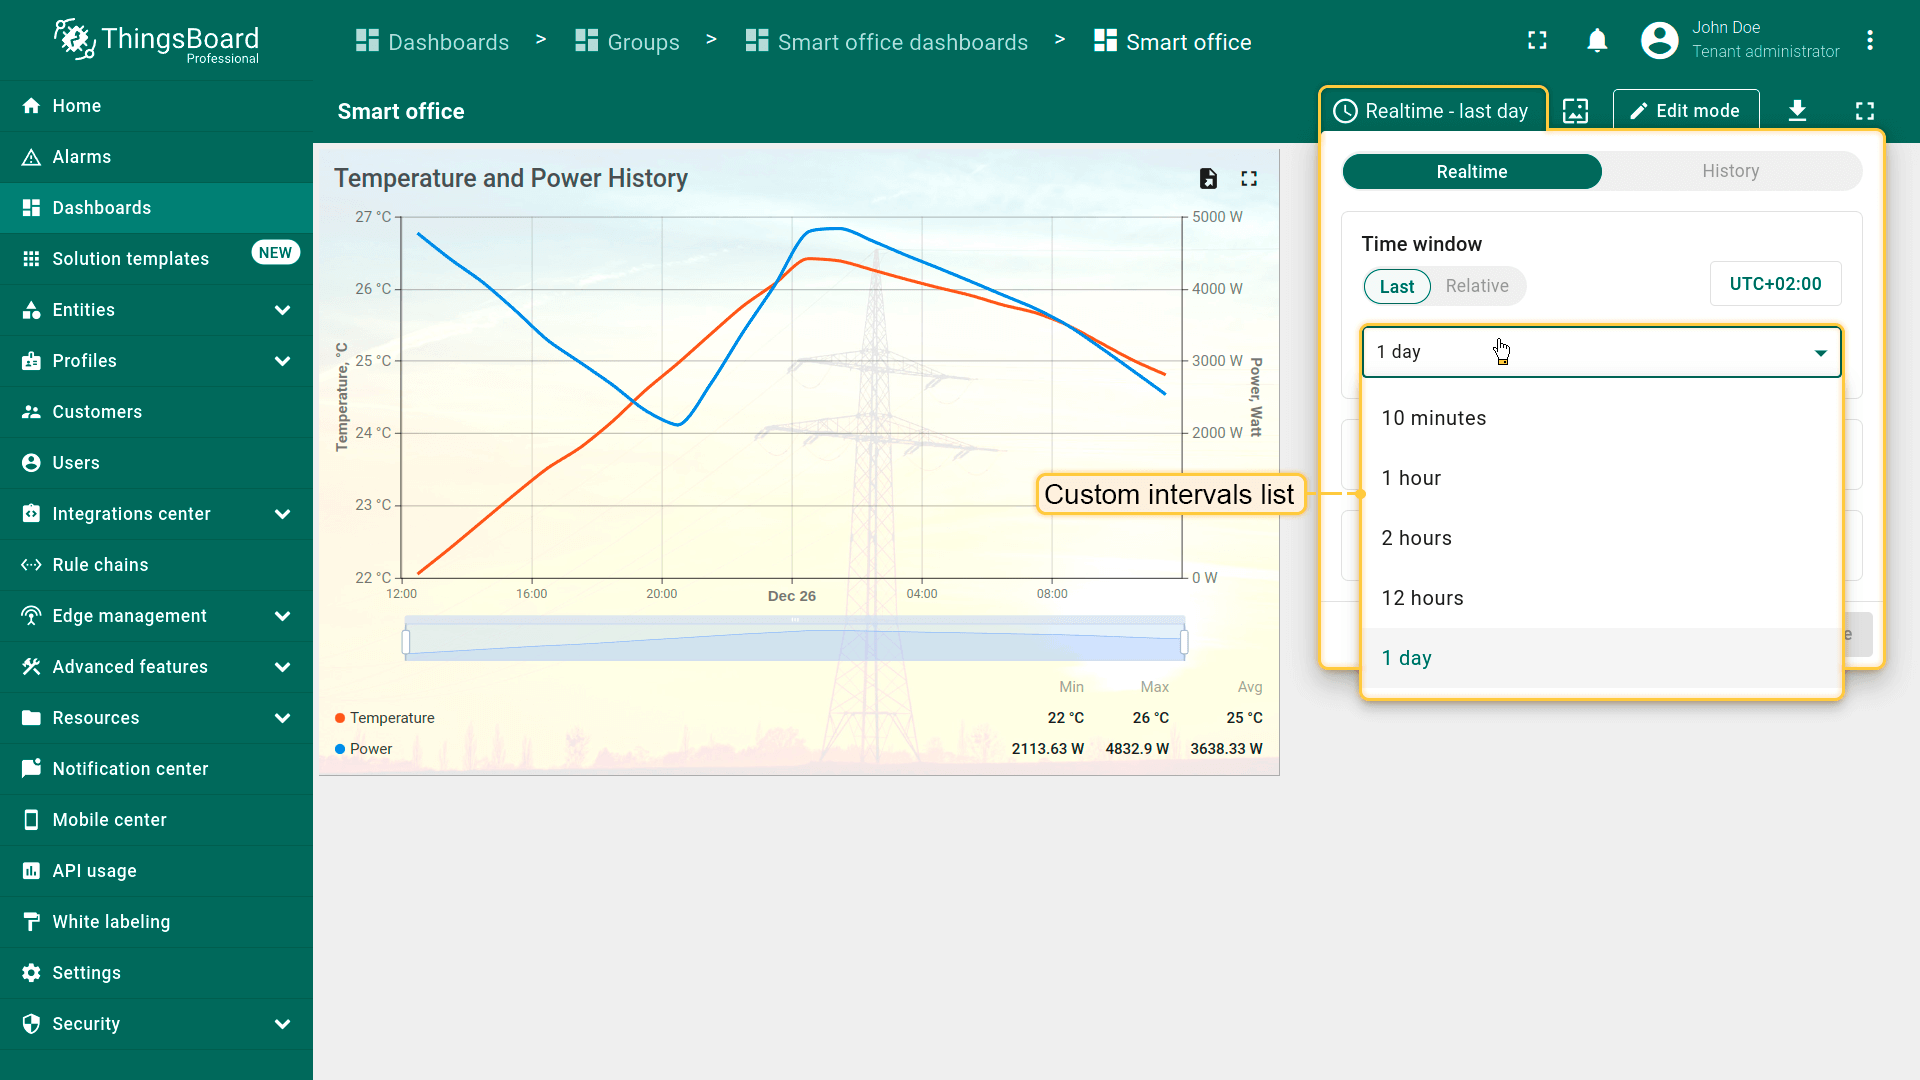 ThingsBoard
Professional
Dashboards > Groups > Smart office dashboards > Smart office
John Doe
Tenant administrator
Home
Alarms
Dashboards
Solution templates NEW
Entities
Profiles
Customers
Users
Integrations center
Rule chains
Edge management
Advanced features
Resources
Notification center
Mobile center
API usage
White labeling
Settings
Security
Smart office
Realtime - last day
Edit mode
Temperature and Power History
27 °C
26 °C
25 °C
24 °C
23 °C
22 °C
Temperature, °C
5000 W
4000 W
3000 W
2000 W
0 W
Power, Watt
12:00 16:00 20:00 Dec 26 04:00 08:00
Min Max Avg
Temperature 22 °C 26 °C 25 °C
Power 2113.63 W 4832.9 W 3638.33 W
Custom intervals list
Realtime History
Time window
Last Relative
UTC+02:00
1 day
10 minutes
1 hour
2 hours
12 hours
1 day